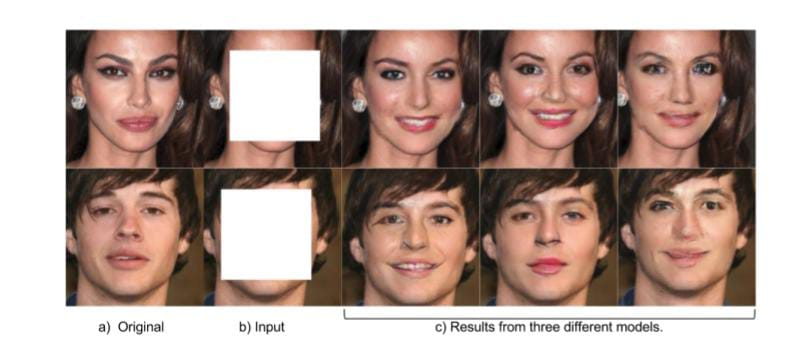 a) Original
b) Input
c) Results from three different models.